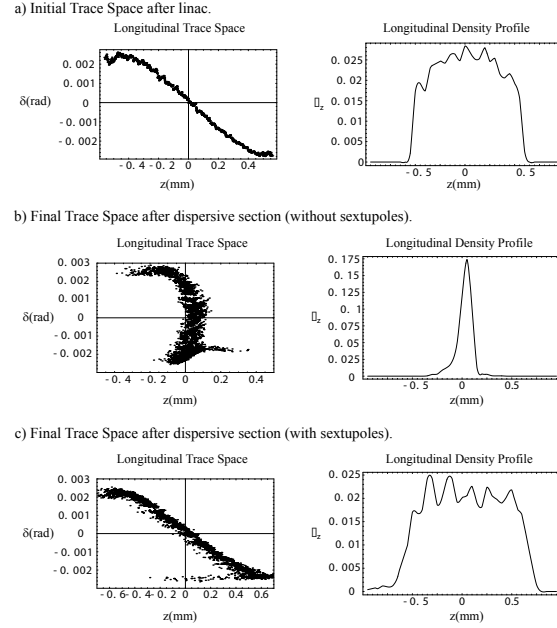 a) Initial Trace Space after linac.
Longitudinal Trace Space
Longitudinal Density Profile
0. 002
0. 001
0
- 0. 001
- 0. 002
δ(rad)
- 0. 4 - 0. 2 0 0. 2 0. 4
z(mm)
0. 025
0. 02
0. 015
0. 01
0. 005
0
▯z
- 0. 5 0 0. 5
z(mm)
b) Final Trace Space after dispersive section (without sextupoles).
Longitudinal Trace Space
Longitudinal Density Profile
0. 003
0. 002
0. 001
0
- 0. 001
- 0. 002
δ(rad)
- 0. 4 - 0. 2 0 0. 2 0. 4
z(mm)
0. 175
0. 15
0. 125
0. 1
0. 075
0. 05
0. 025
0
▯z
- 0. 5 0 0. 5
z(mm)
c) Final Trace Space after dispersive section (with sextupoles).
Longitudinal Trace Space
Longitudinal Density Profile
0. 003
0. 002
0. 001
0
- 0. 001
- 0. 002
δ(rad)
- 0. 6 - 0. 4 - 0. 2 0 0. 2 0. 4 0. 6
z(mm)
0. 025
0. 02
0. 015
0. 01
0. 005
0
▯z
- 0. 5 0 0. 5
z(mm)